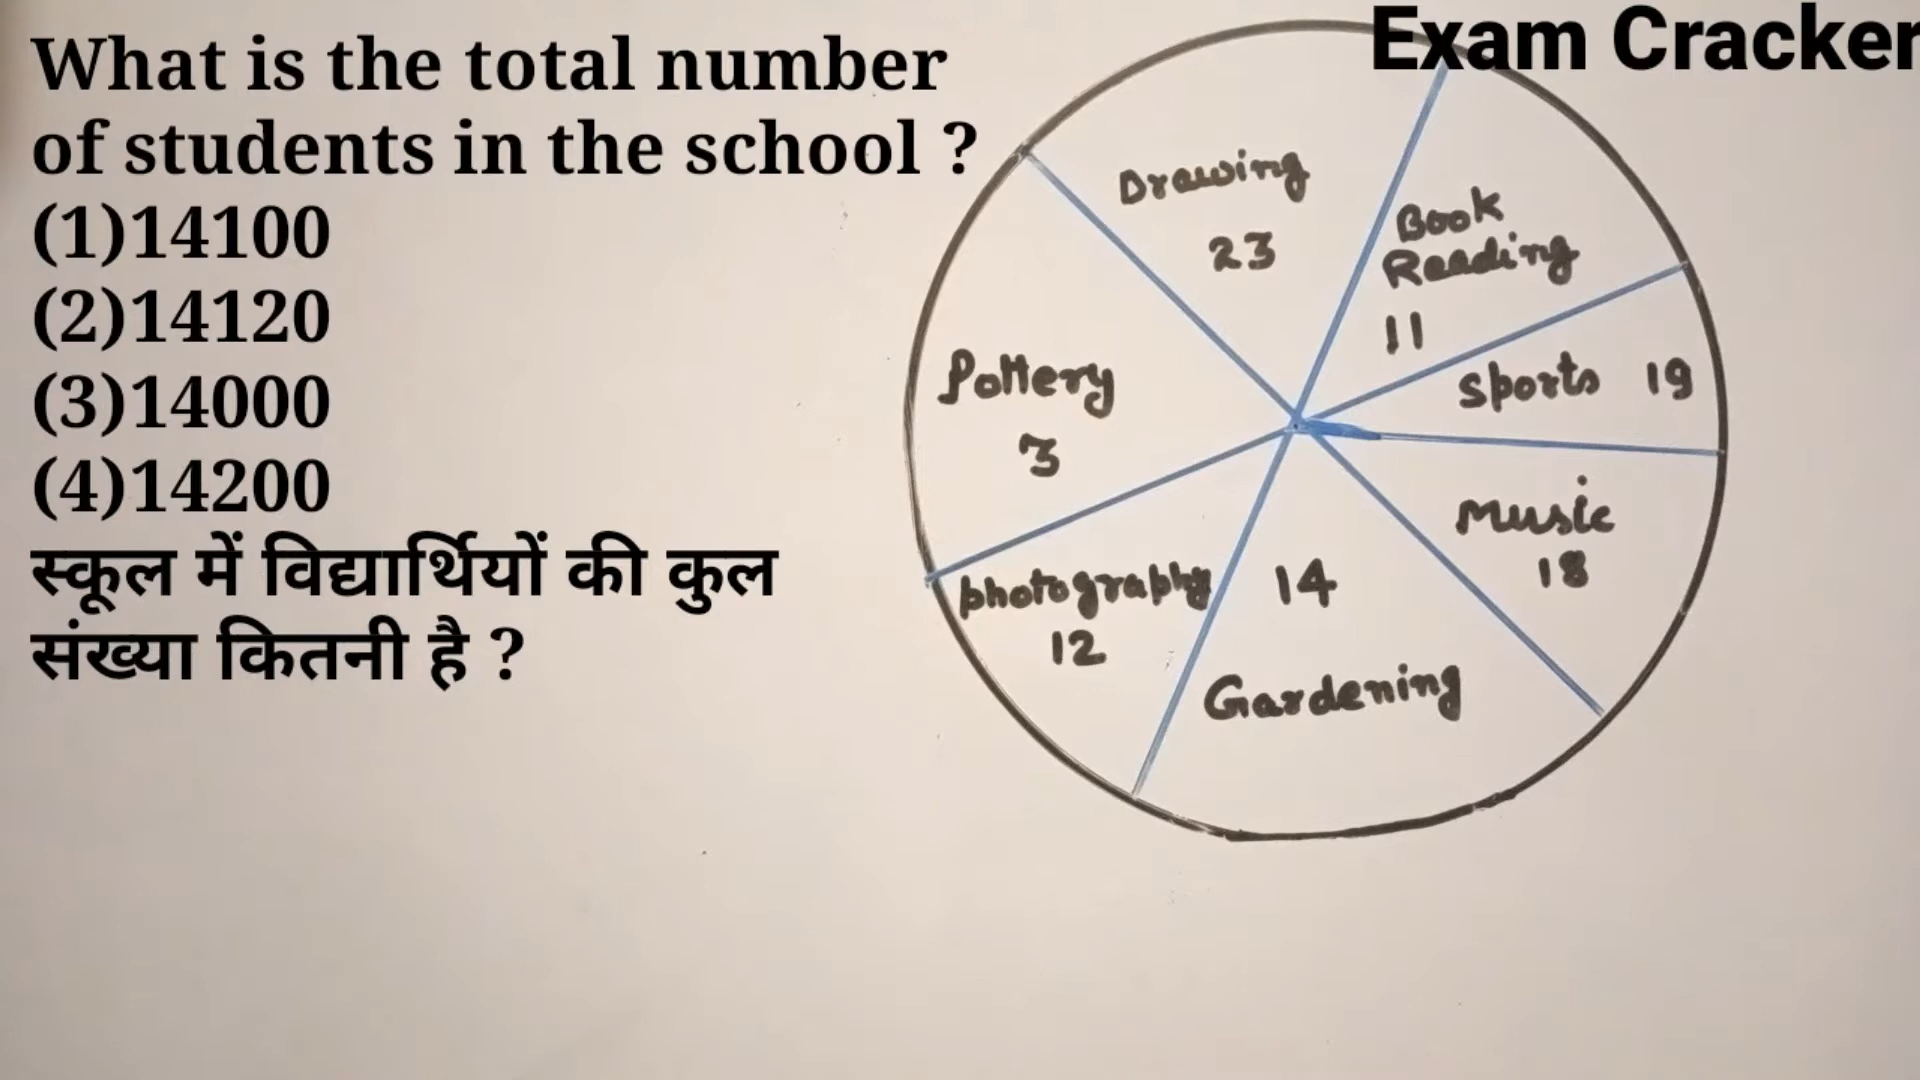 Exam Cracker
What is the total number
of students in the school ?
(1)14100
(2)14120
(3)14000
(4)14200
स्कूल में विद्यार्थियों की कुल
संख्या कितनी है ?
Drawing
23
Book
Reading
11
Sports 19
Music
18
14
Gardening
photography
12
Pottery
3